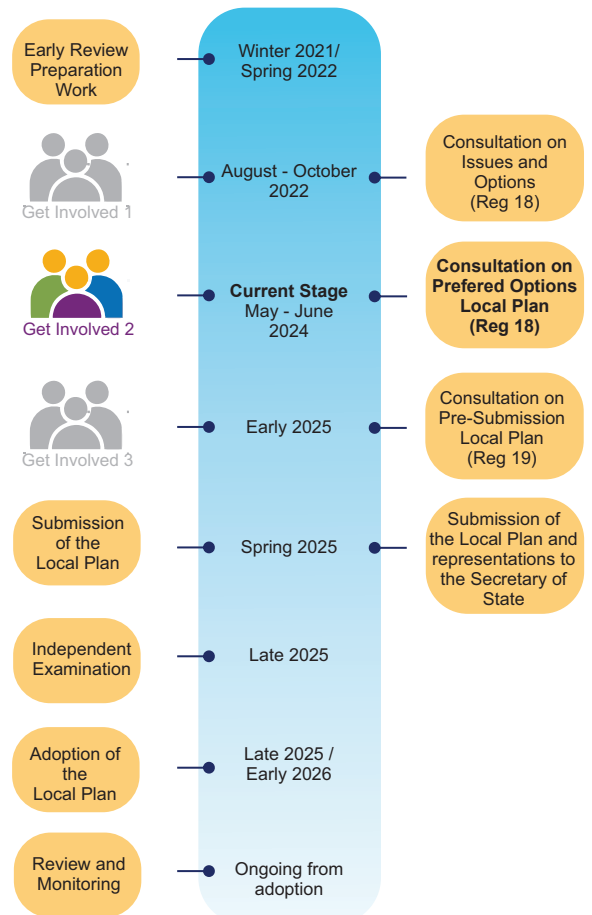 Early Review
Preparation
Work
Winter 2021/
Spring 2022
Get Involved 1
August - October
2022
Consultation on
Issues and
Options
(Reg 18)
Get Involved 2
Current Stage
May - June
2024
Consultation on
Prefered Options
Local Plan
(Reg 18)
Get Involved 3
Early 2025
Consultation on
Pre-Submission
Local Plan
(Reg 19)
Submission
of the
Local Plan
Spring 2025
Submission of
the Local Plan and
representations to
the Secretary of
State
Independent
Examination
Late 2025
Adoption of
the
Local Plan
Late 2025 /
Early 2026
Review and
Monitoring
Ongoing from
adoption